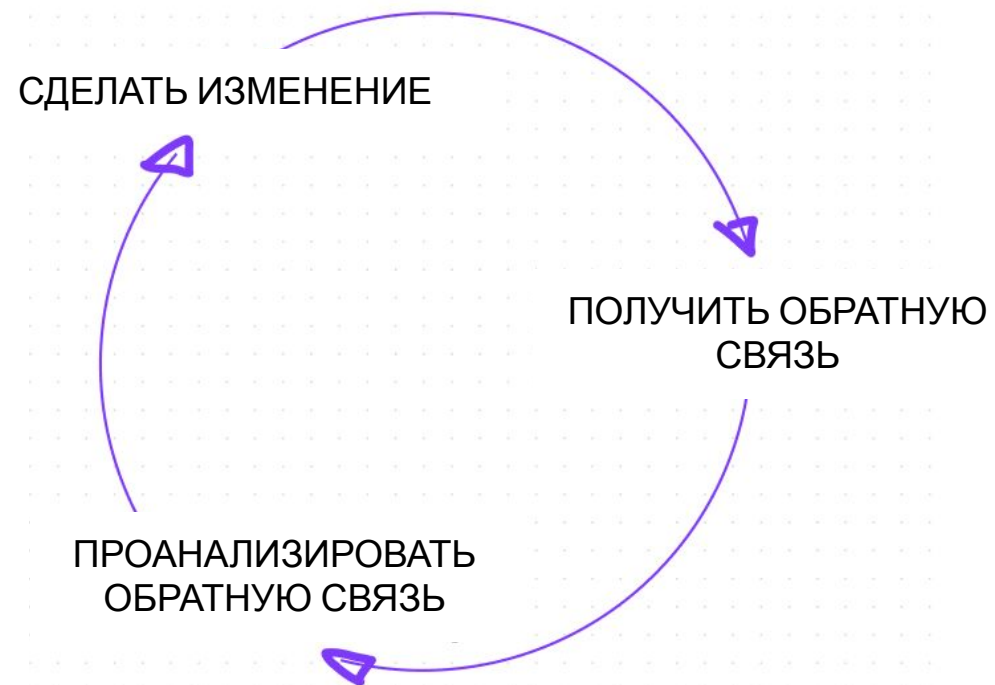 СДЕЛАТЬ ИЗМЕНЕНИЕ
ПОЛУЧИТЬ ОБРАТНУЮ
СВЯЗЬ
ПРОАНАЛИЗИРОВАТЬ
ОБРАТНУЮ СВЯЗЬ